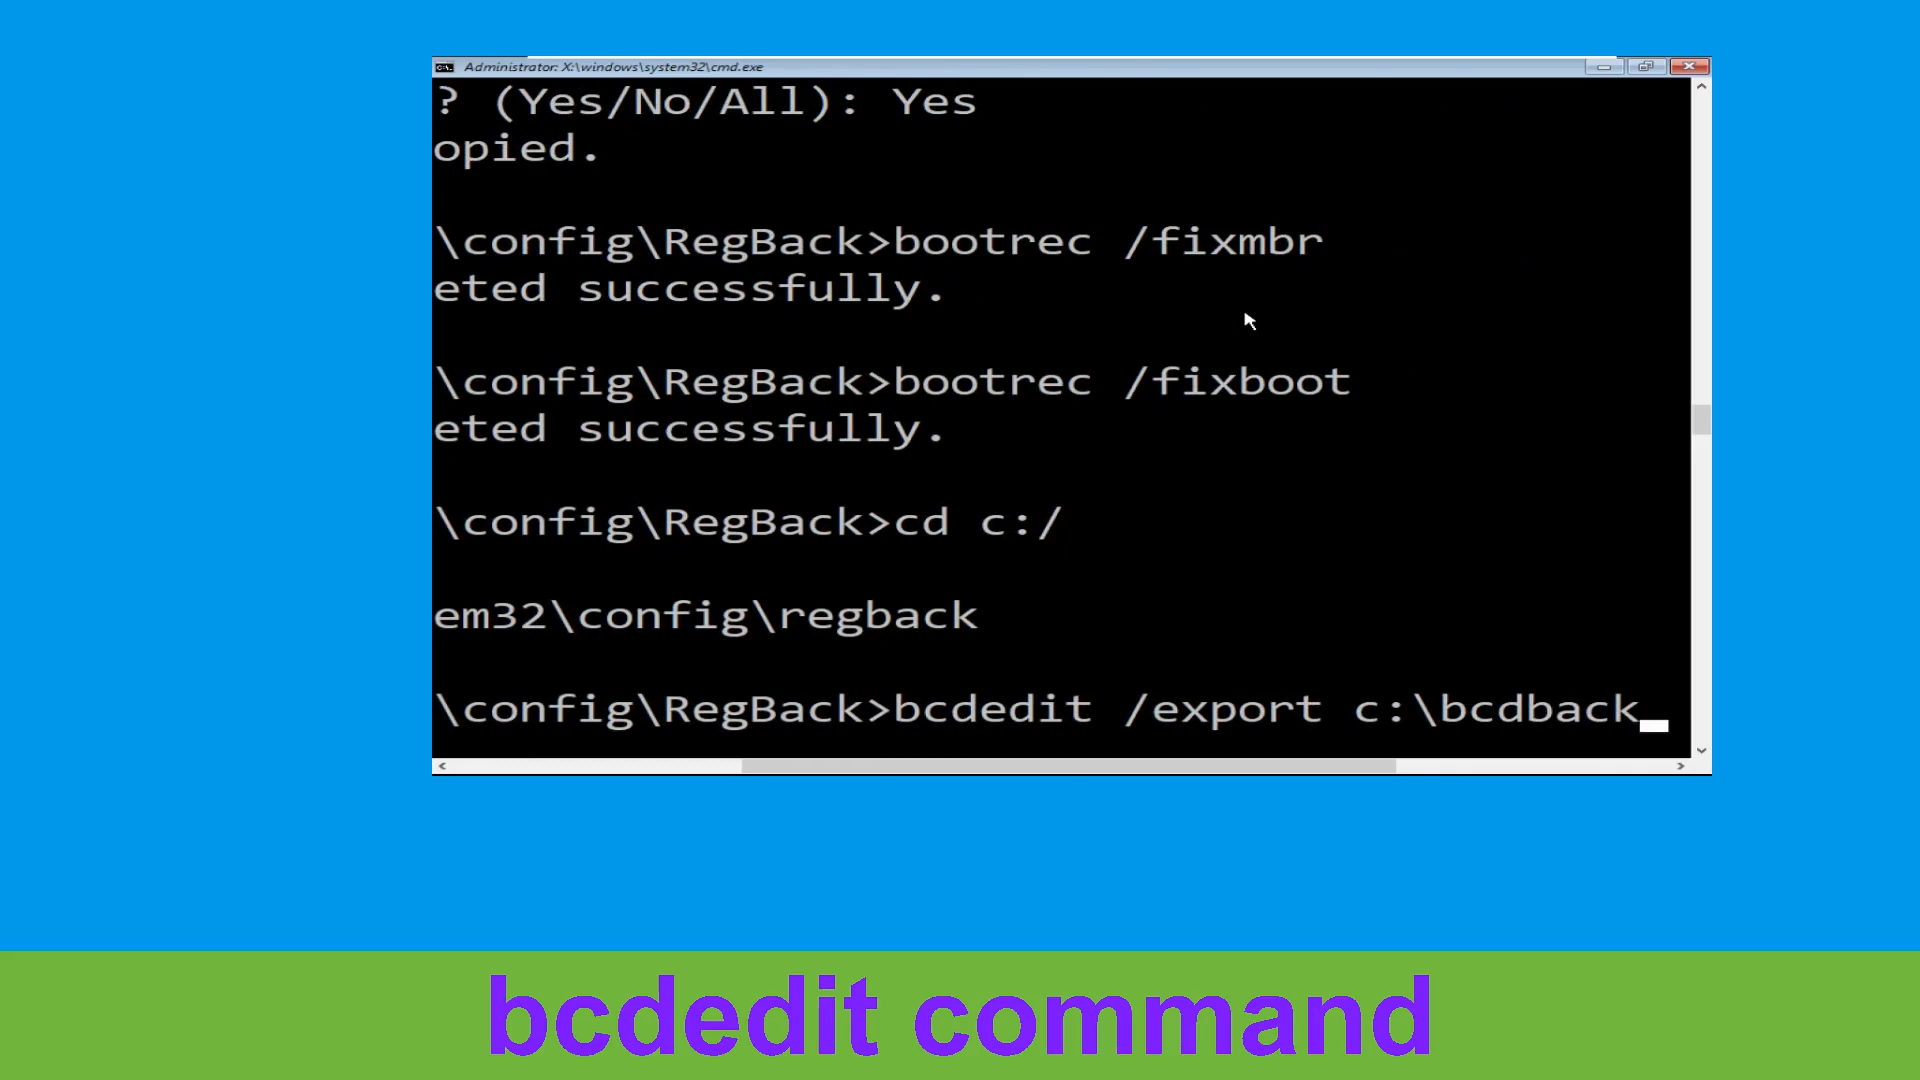 Administrator: X:\windows\system32\cmd.exe
? (Yes/No/All): Yes
opied.
\config\RegBack>bootrec /fixmbr
eted successfully.
\config\RegBack>bootrec /fixboot
eted successfully.
\config\RegBack>cd c:/
em32\config\regback
\config\RegBack>bcdedit /export c:\bcdback_
bcdedit command